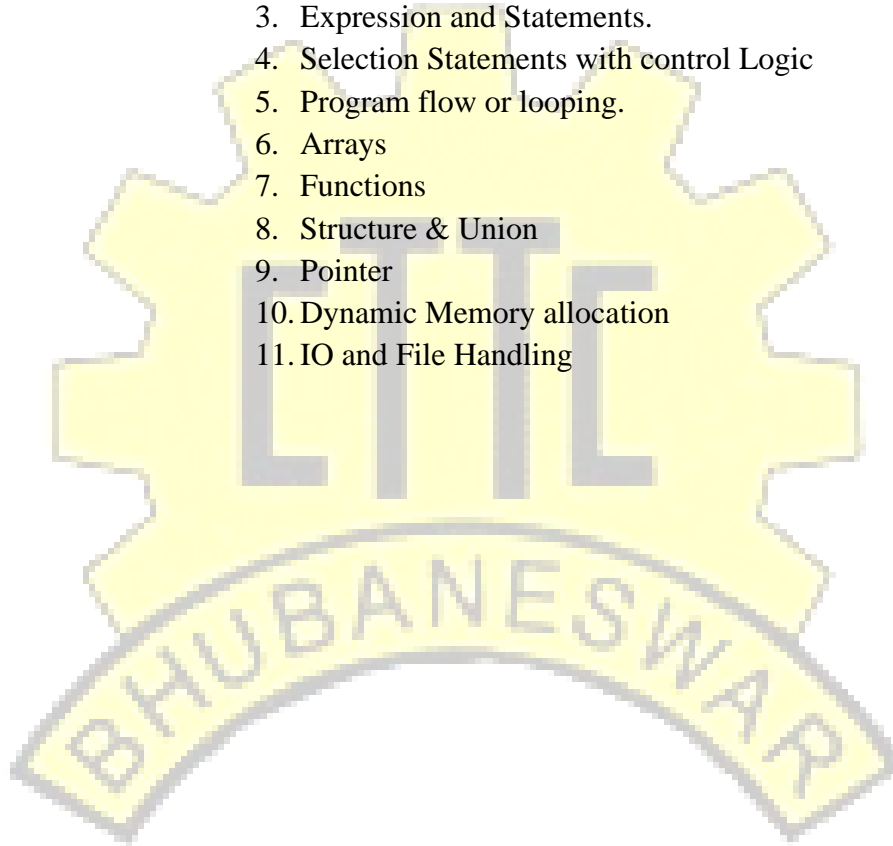 3. Expression and Statements.
4. Selection Statements with control Logic
5. Program flow or looping.
6. Arrays
7. Functions
8. Structure & Union
9. Pointer
10. Dynamic Memory allocation
11. IO and File Handling
CTTC
BHUBANESWAR